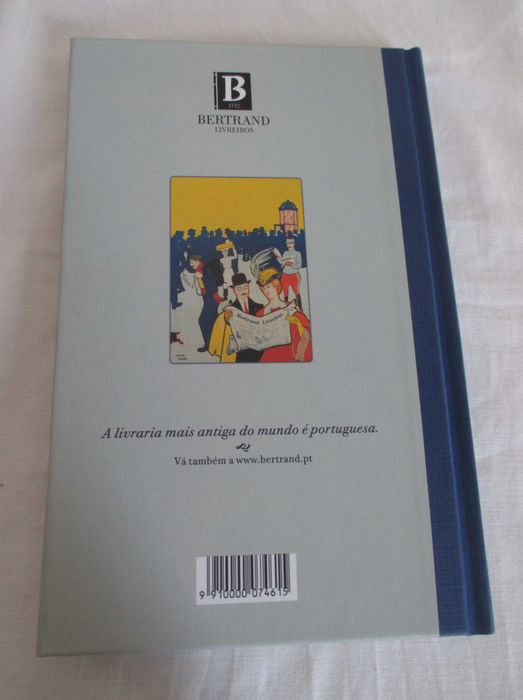 B
1732
BERTRAND
LIVREIROS
Bertrand Livreiros
A livraria mais antiga do mundo é portuguesa.
Vá também a www.bertrand.pt
9 910000 074615